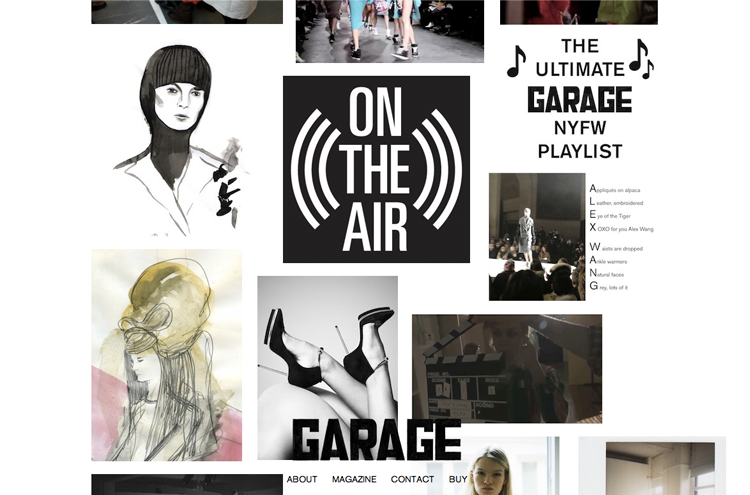 ON
THE
AIR
THE
ULTIMATE
GARAGE
NYFW
PLAYLIST
Appliqués on alpaca
Leather, embroidered
Eye of the Tiger
XOXO for you Alex Wang
Waists are dropped
Ankle warmers
Natural faces
Grey, lots of it
GARAGE
ABOUT MAGAZINE CONTACT BUY